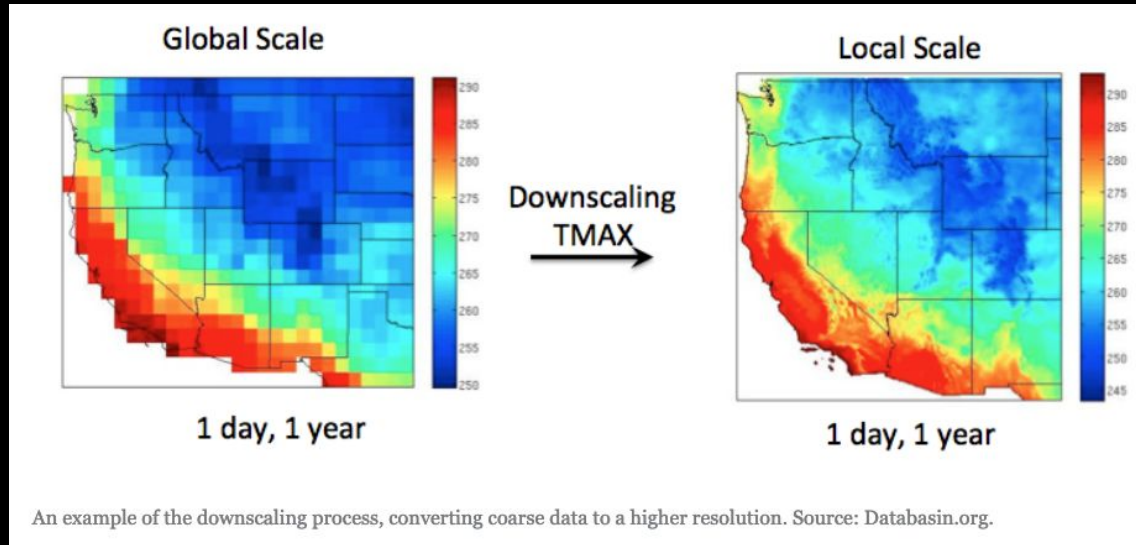 Global Scale
Local Scale
290
285
280
275
270
265
260
255
250
Downscaling
TMAX
290
285
280
275
270
265
260
255
250
245
1 day, 1 year
1 day, 1 year
An example of the downscaling process, converting coarse data to a higher resolution. Source: Databasin.org.